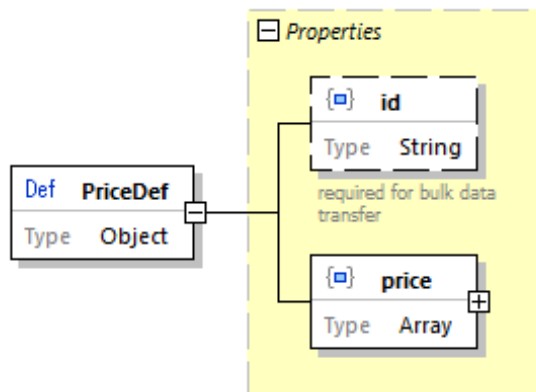 Properties
id
Type String
required for bulk data
transfer
Def PriceDef
Type Object
price
Type Array